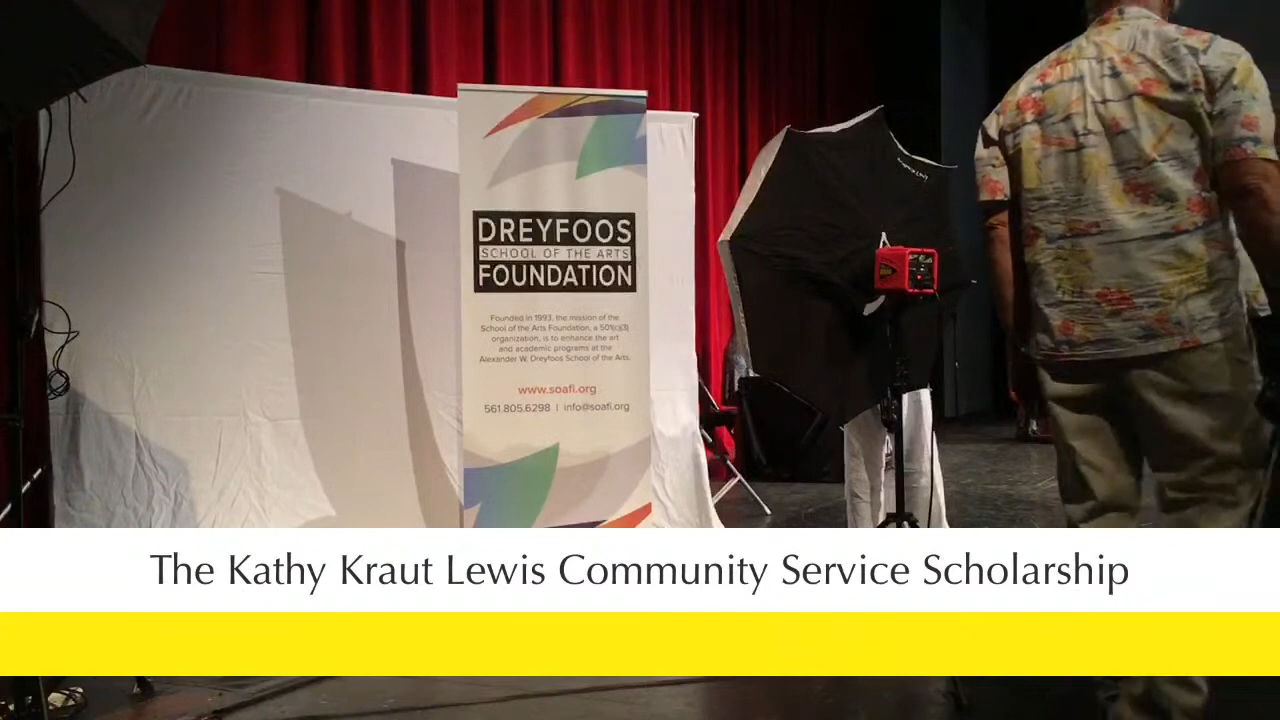 DREYFOOS
SCHOOL OF THE ARTS
FOUNDATION
Founded in 1993, the mission of the
School of the Arts Foundation, a 501(c)(3)
organization, is to enhance the art
and academic programs at the
Alexander W. Dreyfoos School of the Arts.
www.soafi.org
561.805.6298 | info@soafi.org
The Kathy Kraut Lewis Community Service Scholarship